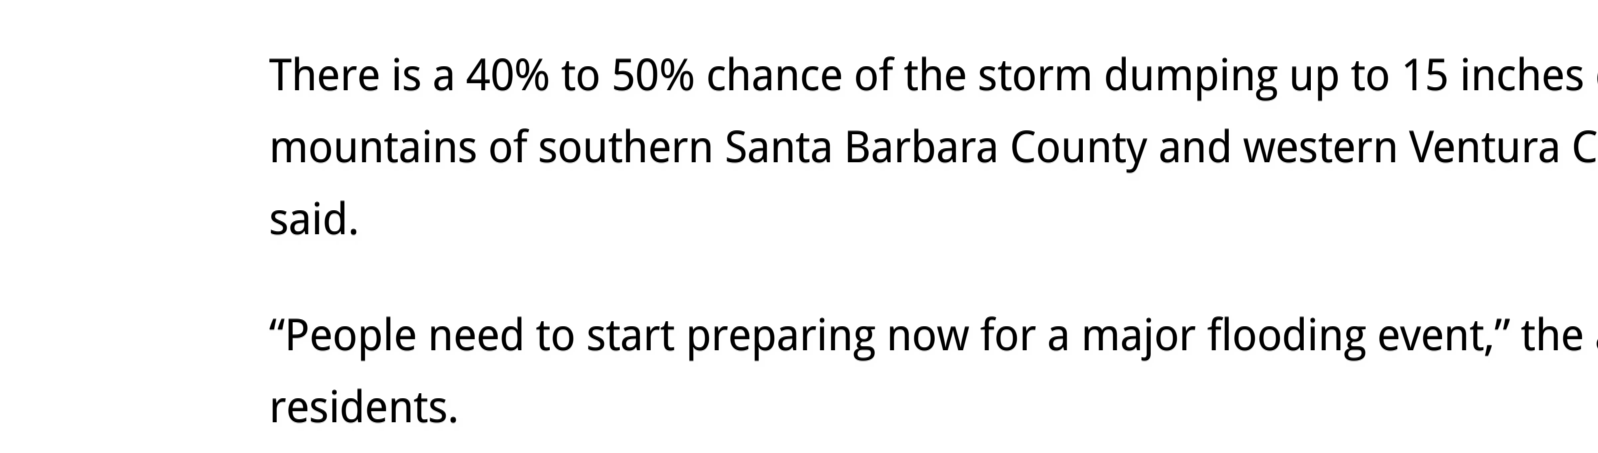 There is a 40% to 50% chance of the storm dumping up to 15 inches
mountains of southern Santa Barbara County and western Ventura C
said.
“People need to start preparing now for a major flooding event,” the
residents.